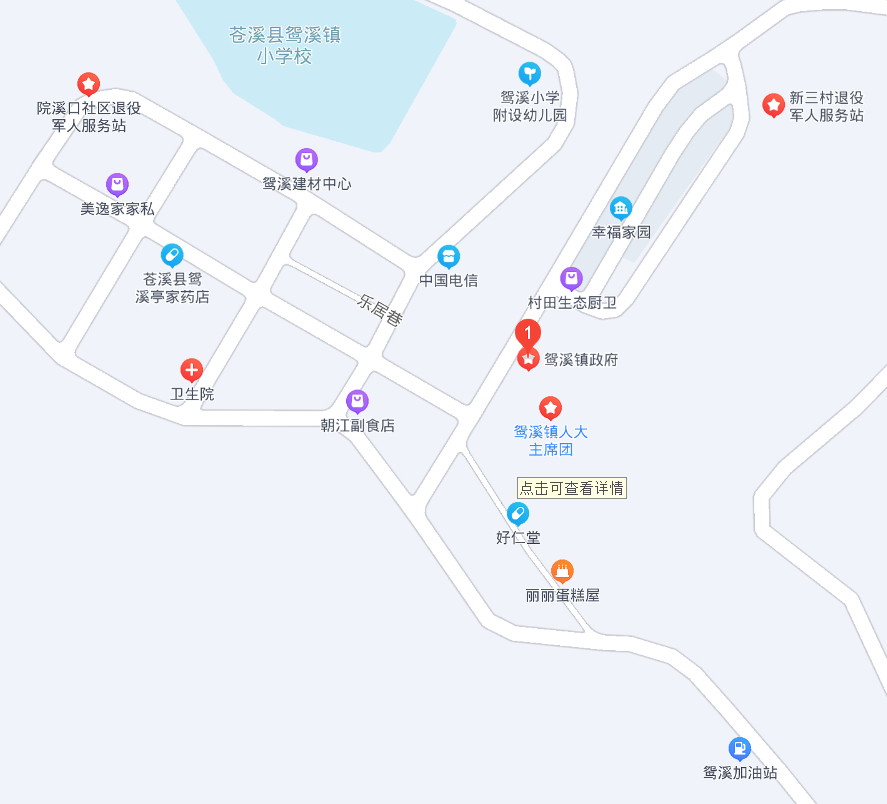 苍溪县鸳溪镇
小学校
鸳溪小学
附设幼儿园
院溪口社区退役
军人服务站
新三村退役
军人服务站
鸳溪建材中心
美逸家家私
幸福家园
中国电信
苍溪县鸳
溪亭家药店
村田生态厨卫
乐居巷
1
鸳溪镇政府
卫生院
朝江副食店
鸳溪镇人大
主席团
点击可查看详情
好仁堂
丽丽蛋糕屋
鸳溪加油站